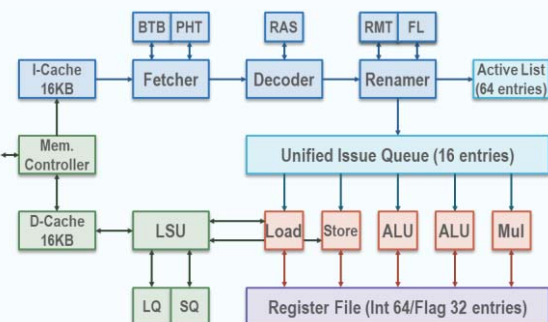 BTB PHT
RAS
RMT FL
I-Cache
16KB
Fetcher
Decoder
Renamer
Active List
(64 entries)
Mem.
Controller
Unified Issue Queue (16 entries)
D-Cache
16KB
LSU
Load
Store
ALU
ALU
Mul
LQ SQ
Register File (Int 64/Flag 32 entries)